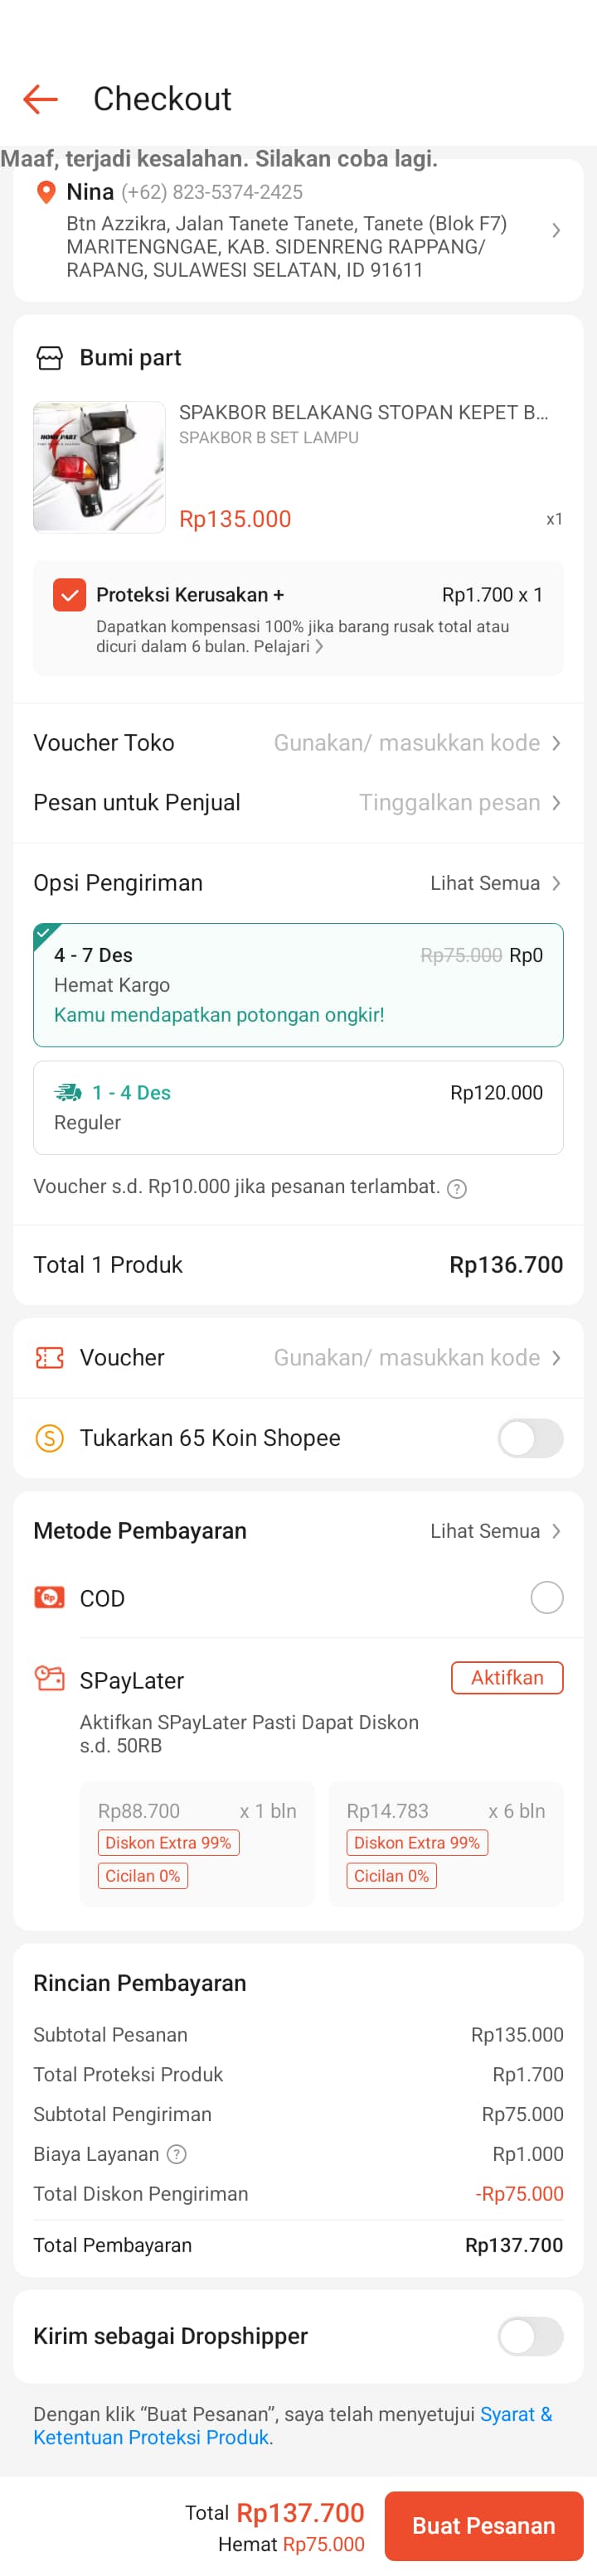 Checkout
Maaf, terjadi kesalahan. Silakan coba lagi.
Nina (+62) 823-5374-2425
Btn Azzikra, Jalan Tanete Tanete, Tanete (Blok F7)
MARITENGNGAE, KAB. SIDENRENG RAPPANG/
RAPANG, SULAWESI SELATAN, ID 91611
Bumi part
SPAKBOR BELAKANG STOPAN KEPET B...
SPAKBOR B SET LAMPU
Rp135.000 x1
Proteksi Kerusakan + Rp1.700 x 1
Dapatkan kompensasi 100% jika barang rusak total atau
dicuri dalam 6 bulan. Pelajari >
Voucher Toko Gunakan/ masukkan kode >
Pesan untuk Penjual Tinggalkan pesan >
Opsi Pengiriman Lihat Semua >
4 - 7 Des Rp75.000 Rp0
Hemat Kargo
Kamu mendapatkan potongan ongkir!
1 - 4 Des Rp120.000
Reguler
Voucher s.d. Rp10.000 jika pesanan terlambat. ?
Total 1 Produk Rp136.700
Voucher Gunakan/ masukkan kode >
S Tukarkan 65 Koin Shopee
Metode Pembayaran Lihat Semua >
Rp COD
SPayLater Aktifkan
Aktifkan SPayLater Pasti Dapat Diskon
s.d. 50RB
Rp88.700 x 1 bln Rp14.783 x 6 bln
Diskon Extra 99% Diskon Extra 99%
Cicilan 0% Cicilan 0%
Rincian Pembayaran
Subtotal Pesanan Rp135.000
Total Proteksi Produk Rp1.700
Subtotal Pengiriman Rp75.000
Biaya Layanan ? Rp1.000
Total Diskon Pengiriman -Rp75.000
Total Pembayaran Rp137.700
Kirim sebagai Dropshipper
Dengan klik “Buat Pesanan”, saya telah menyetujui Syarat &
Ketentuan Proteksi Produk.
Total Rp137.700
Hemat Rp75.000
Buat Pesanan